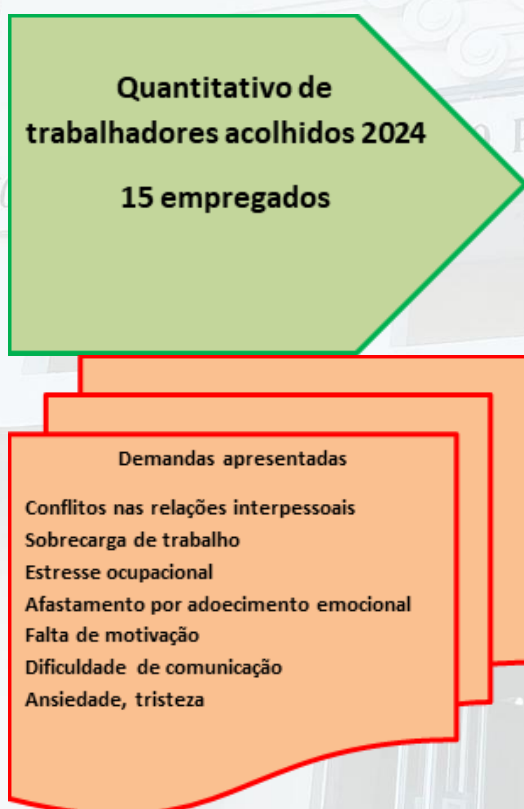 Quantitativo de
trabalhadores acolhidos 2024
15 empregados
Demandas apresentadas
Conflitos nas relações interpessoais
Sobrecarga de trabalho
Estresse ocupacional
Afastamento por adoecimento emocional
Falta de motivação
Dificuldade de comunicação
Ansiedade, tristeza